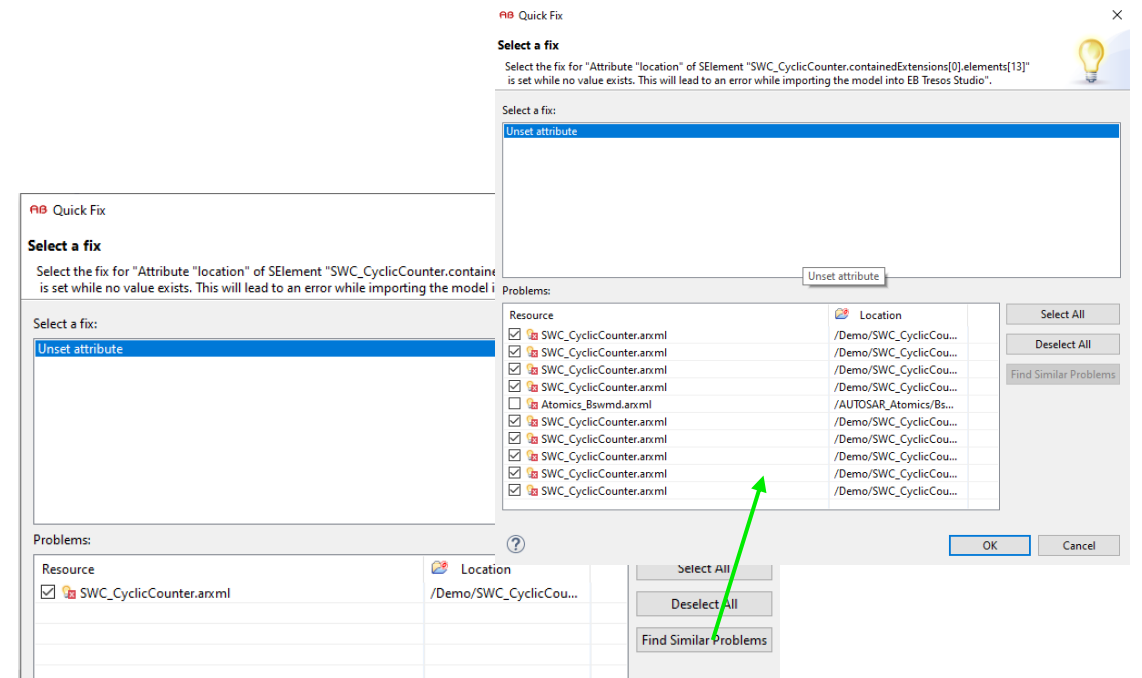 AB Quick Fix
Select a fix
Select the fix for "Attribute "location" of SElement "SWC_CyclicCounter.containedExtensions[0].elements[13]"
is set while no value exists. This will lead to an error while importing the model into EB Tresos Studio".
Select a fix:
Unset attribute
Unset attribute
Problems:
Resource Location
SWC_CyclicCounter.arxml /Demo/SWC_CyclicCou...
SWC_CyclicCounter.arxml /Demo/SWC_CyclicCou...
SWC_CyclicCounter.arxml /Demo/SWC_CyclicCou...
SWC_CyclicCounter.arxml /Demo/SWC_CyclicCou...
Atomics_Bswmd.arxml /AUTOSAR_Atomics/Bs...
SWC_CyclicCounter.arxml /Demo/SWC_CyclicCou...
SWC_CyclicCounter.arxml /Demo/SWC_CyclicCou...
SWC_CyclicCounter.arxml /Demo/SWC_CyclicCou...
SWC_CyclicCounter.arxml /Demo/SWC_CyclicCou...
SWC_CyclicCounter.arxml /Demo/SWC_CyclicCou...
Select All
Deselect All
Find Similar Problems
?
OK
Cancel
AB Quick Fix
Select a fix
Select the fix for "Attribute "location" of SElement "SWC_CyclicCounter.containe
is set while no value exists. This will lead to an error while importing the model i
Select a fix:
Unset attribute
Problems:
Resource Location
SWC_CyclicCounter.arxml /Demo/SWC_CyclicCou...
Select All
Deselect All
Find Similar Problems